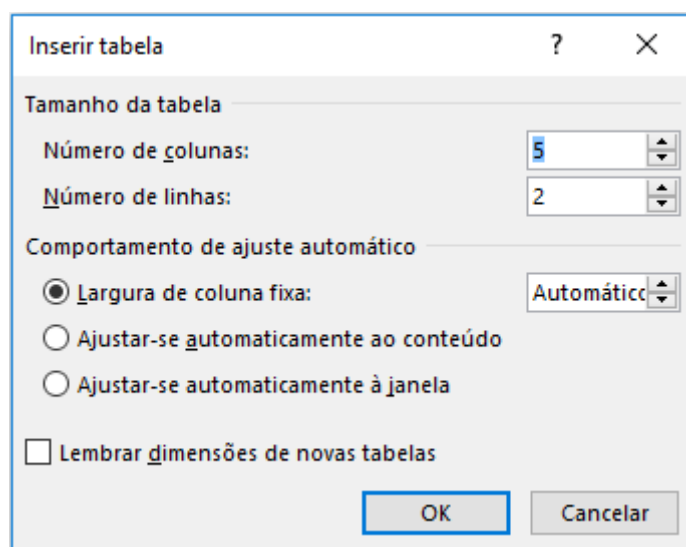 Inserir tabela ?
Tamanho da tabela
Número de colunas: 5
Número de linhas: 2
Comportamento de ajuste automático
Largura de coluna fixa: Automático
Ajustar-se automaticamente ao conteúdo
Ajustar-se automaticamente à janela
Lembrar dimensões de novas tabelas
OK Cancelar